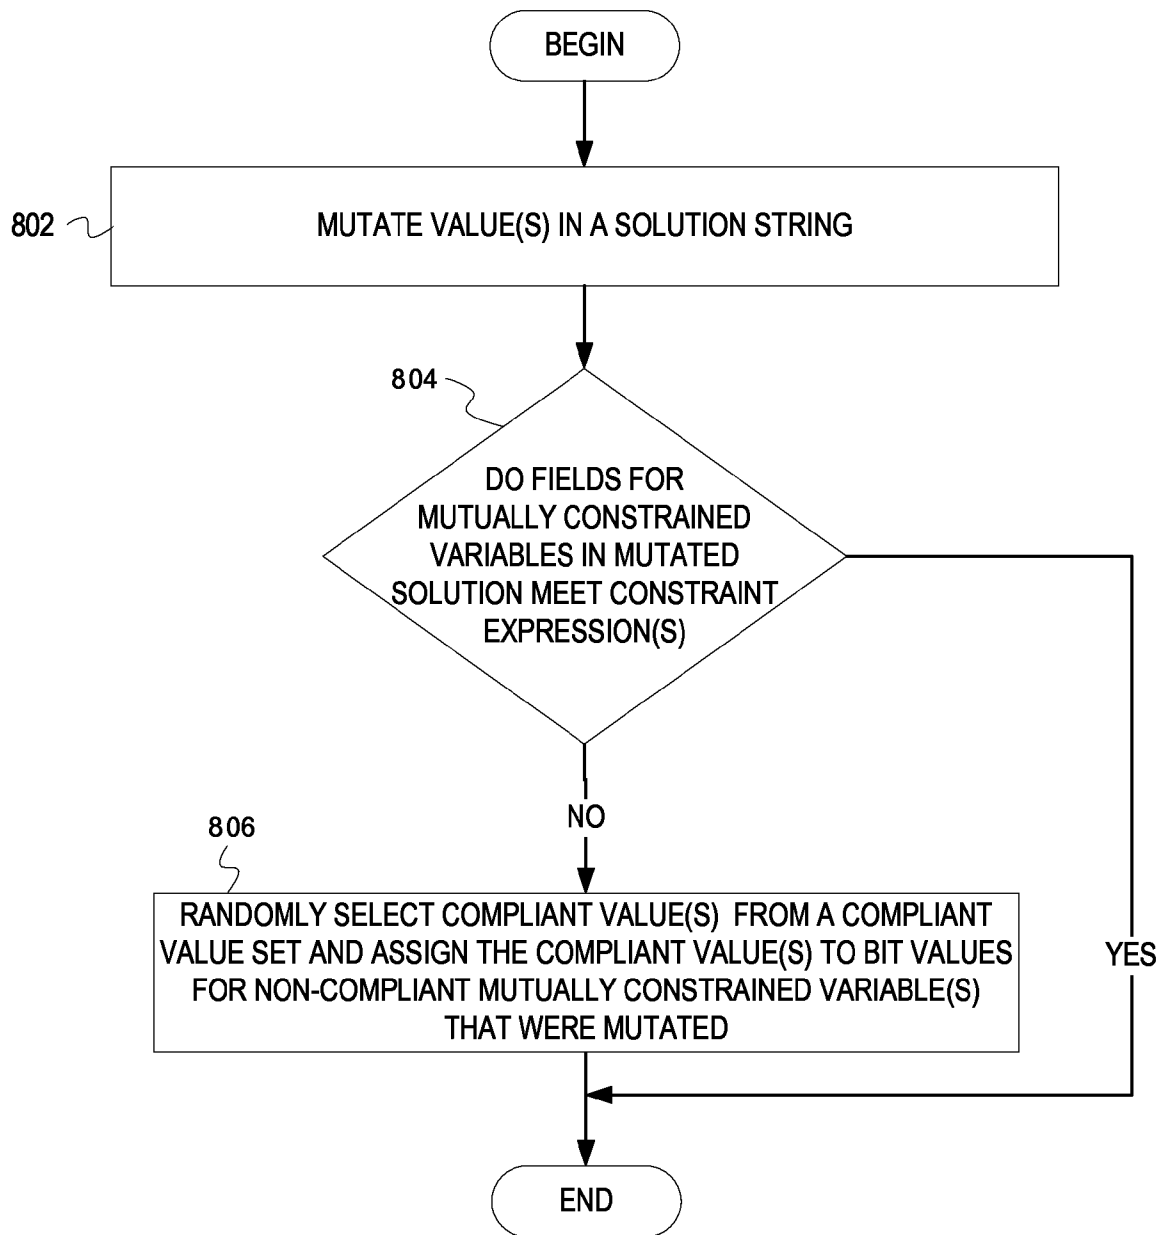 BEGIN
802
MUTATE VALUE(S) IN A SOLUTION STRING
804
DO FIELDS FOR
MUTUALLY CONSTRAINED
VARIABLES IN MUTATED
SOLUTION MEET CONSTRAINT
EXPRESSION(S)
NO
806
RANDOMLY SELECT COMPLIANT VALUE(S) FROM A COMPLIANT
VALUE SET AND ASSIGN THE COMPLIANT VALUE(S) TO BIT VALUES
FOR NON-COMPLIANT MUTUALLY CONSTRAINED VARIABLE(S)
THAT WERE MUTATED
YES
END